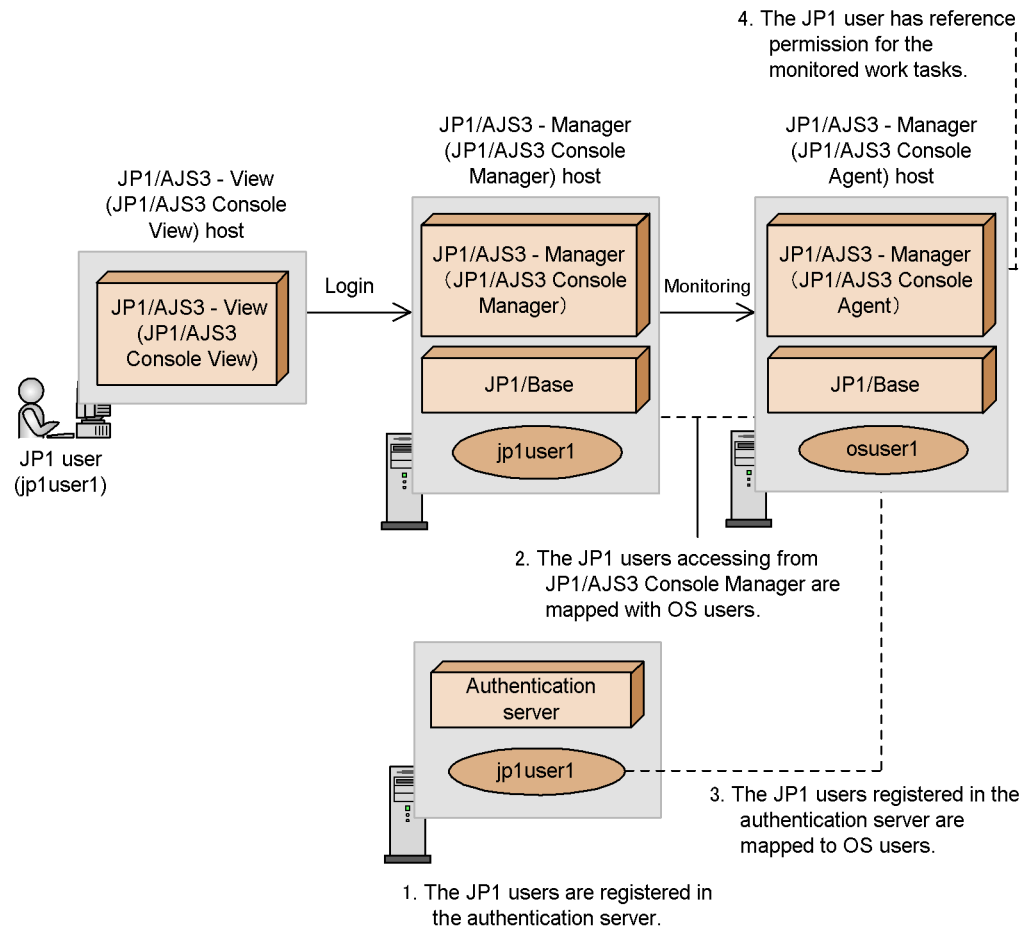 4. The JP1 user has reference
permission for the
monitored work tasks.
JP1/AJS3 - View
(JP1/AJS3 Console
View) host
JP1/AJS3 - Manager
(JP1/AJS3 Console
Manager) host
JP1/AJS3 - Manager
(JP1/AJS3 Console
Agent) host
JP1/AJS3 - View
(JP1/AJS3
Console View)
Login
JP1/AJS3 - Manager
（JP1/AJS3 Console
Manager）
Monitoring
JP1/AJS3 - Manager
（JP1/AJS3 Console
Agent）
JP1/Base
JP1/Base
jp1user1
osuser1
JP1 user
(jp1user1)
2. The JP1 users accessing from
JP1/AJS3 Console Manager are
mapped with OS users.
Authentication
server
jp1user1
3. The JP1 users registered in the
authentication server are
mapped to OS users.
1. The JP1 users are registered in
the authentication server.